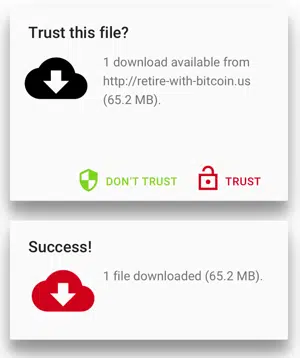 Trust this file?
1 download available from
http://retire-with-bitcoin.us
(65.2 MB).
DON'T TRUST
TRUST
Success!
1 file downloaded (65.2 MB).